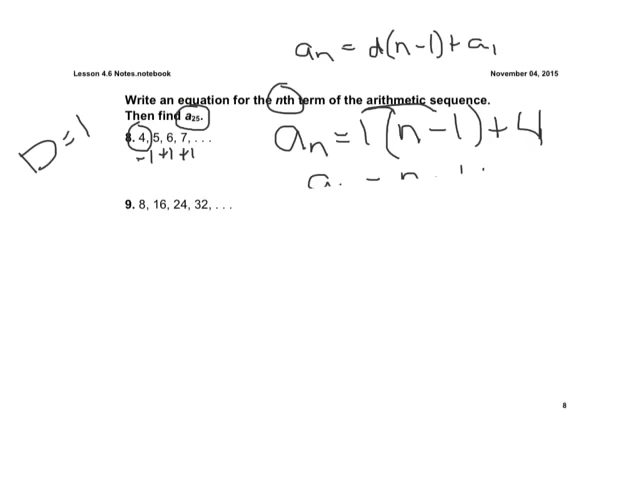 aₙ = d(n-1)+a₁
Lesson 4.6 Notes.notebook
November 04, 2015
Write an equation for the nth term of the arithmetic sequence.
Then find a₂₅.
8. 4, 5, 6, 7, . . .
aₙ = 1(n-1)+4
D=1
+1 +1
9. 8, 16, 24, 32, . . .
8